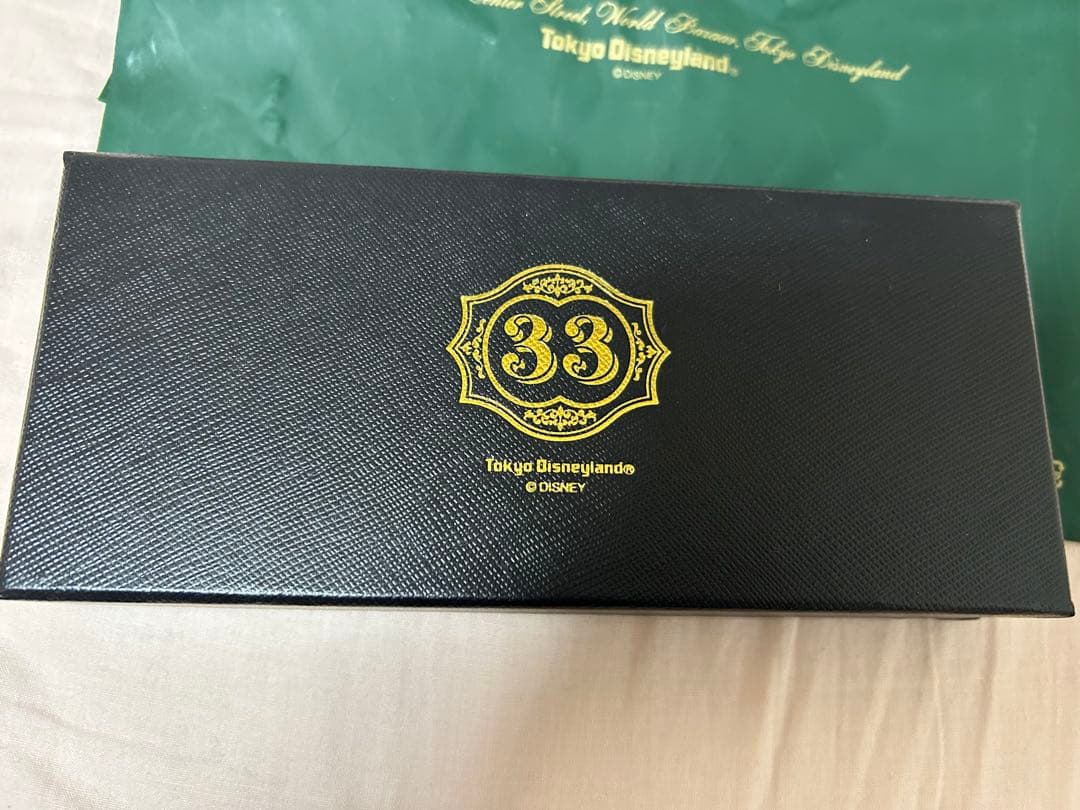 Center Street, World Bazaar, Tokyo Disneyland
Tokyo Disneyland®
©DISNEY
33
Tokyo Disneyland®
© DISNEY